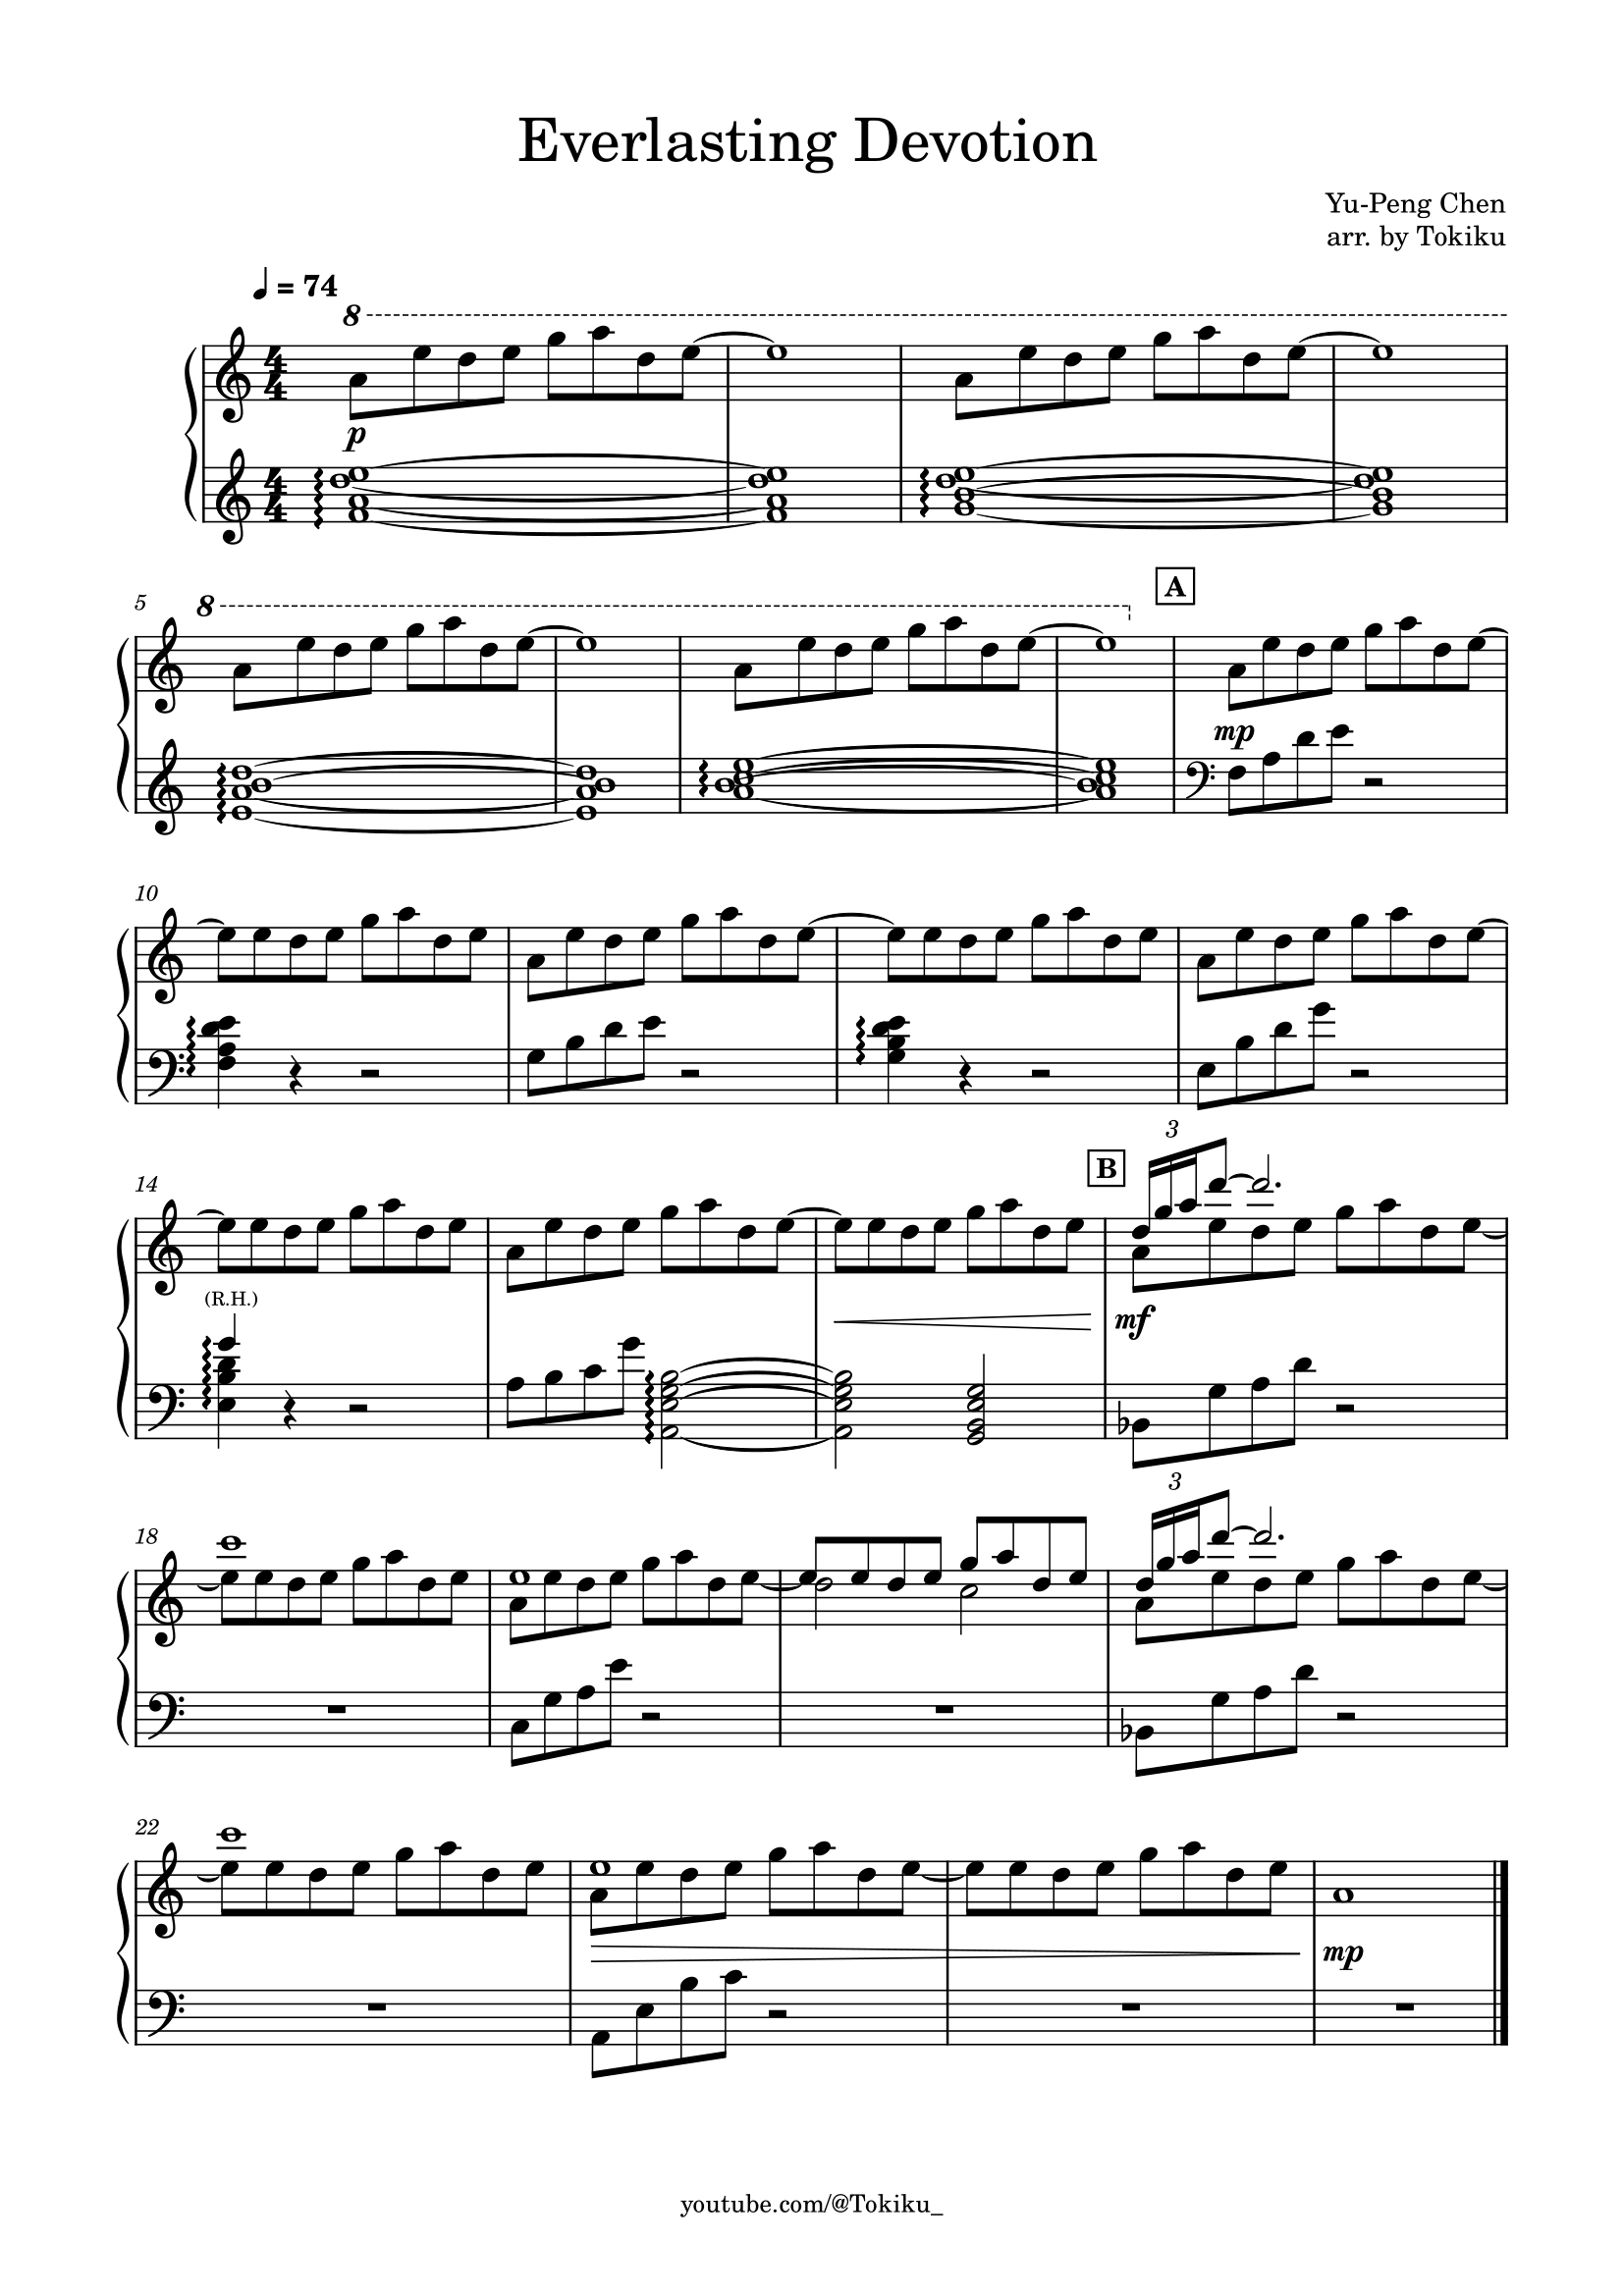 Everlasting Devotion
Yu-Peng Chen
arr. by Tokiku
= 74
8
p
5
8
A
mp
10
14
(R.H.)
B
3
mf
18
3
22
mp
youtube.com/@Tokiku_